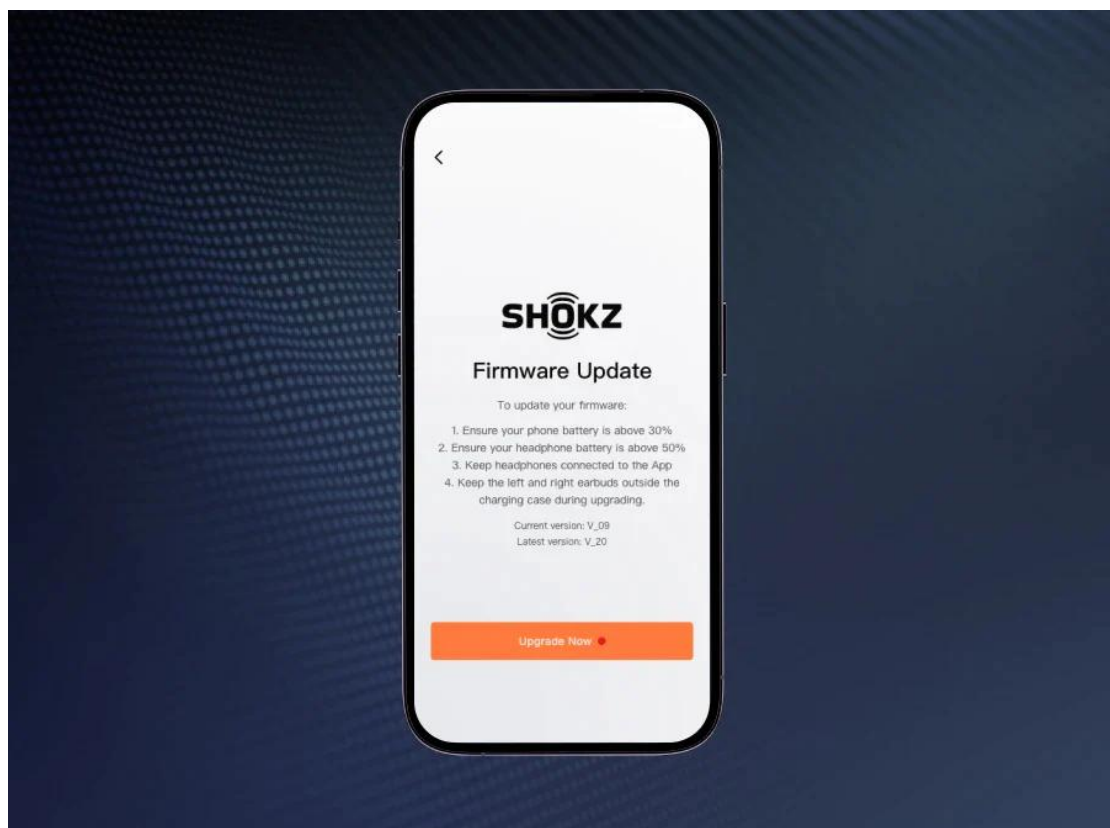 SHOKZ
Firmware Update
To update your firmware:
1. Ensure your phone battery is above 30%
2. Ensure your headphone battery is above 50%
3. Keep headphones connected to the App
4. Keep the left and right earbuds outside the
charging case during upgrading.
Current version: V_09
Latest version: V_20
Upgrade Now